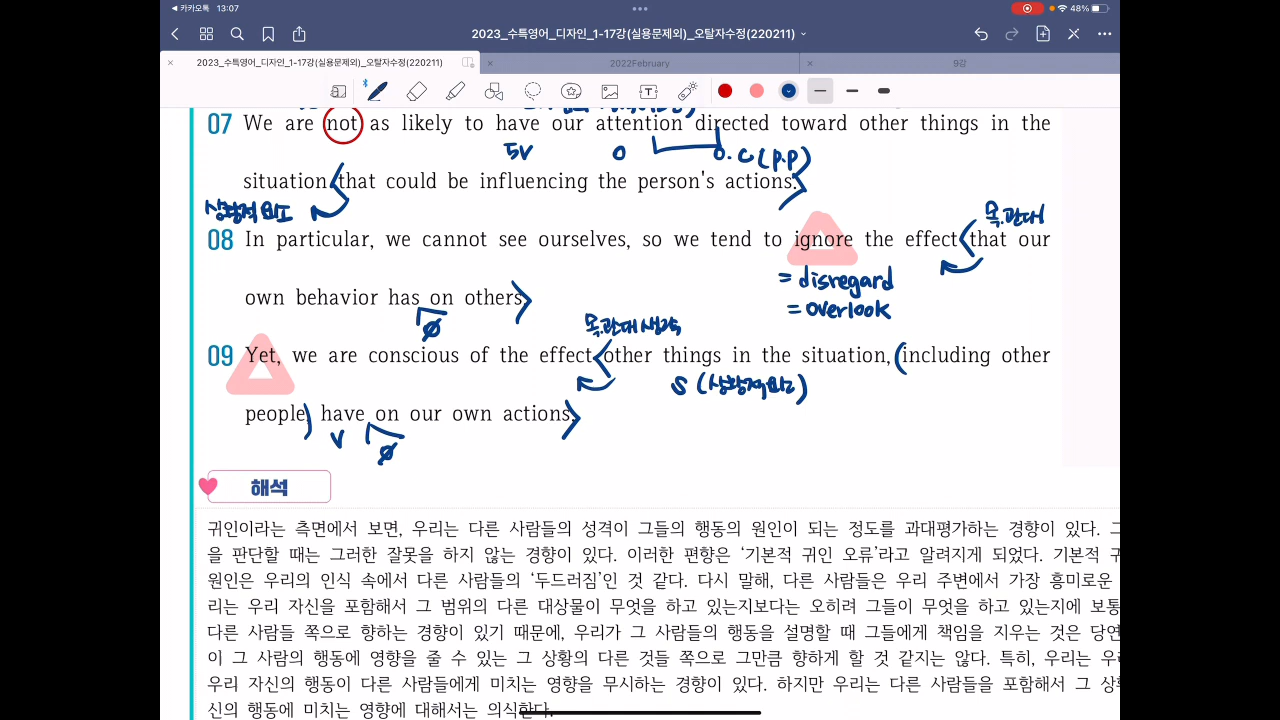 카카오톡 13:07
48%
2023_수특영어_디자인_1-17강(실용문제외)_오탈자수정(220211)
2023_수특영어_디자인_1-17강(실용문제외)_오탈자수정(220211)
2022February
9강
07 We are not as likely to have our attention directed toward other things in the
5V O O.C(p.p)
situation that could be influencing the person's actions.
상황적 요소
목.관대
08 In particular, we cannot see ourselves, so we tend to ignore the effect that our
= disregard
own behavior has on others.
= overlook
목.관대 생략
09 Yet, we are conscious of the effect other things in the situation, (including other
S (상황적 요소)
people) have on our own actions.
V
해석
귀인이라는 측면에서 보면, 우리는 다른 사람들의 성격이 그들의 행동의 원인이 되는 정도를 과대평가하는 경향이 있다. 그
을 판단할 때는 그러한 잘못을 하지 않는 경향이 있다. 이러한 편향은 ‘기본적 귀인 오류’라고 알려지게 되었다. 기본적 귀
원인은 우리의 인식 속에서 다른 사람들의 ‘두드러짐’인 것 같다. 다시 말해, 다른 사람들은 우리 주변에서 가장 흥미로운
리는 우리 자신을 포함해서 그 범위의 다른 대상물이 무엇을 하고 있는지보다는 오히려 그들이 무엇을 하고 있는지에 보통
다른 사람들 쪽으로 향하는 경향이 있기 때문에, 우리가 그 사람들의 행동을 설명할 때 그들에게 책임을 지우는 것은 당연
이 그 사람의 행동에 영향을 줄 수 있는 그 상황의 다른 것들 쪽으로 그만큼 향하게 할 것 같지는 않다. 특히, 우리는 우리
우리 자신의 행동이 다른 사람들에게 미치는 영향을 무시하는 경향이 있다. 하지만 우리는 다른 사람들을 포함해서 그 상황
신의 행동에 미치는 영향에 대해서는 의식한다.